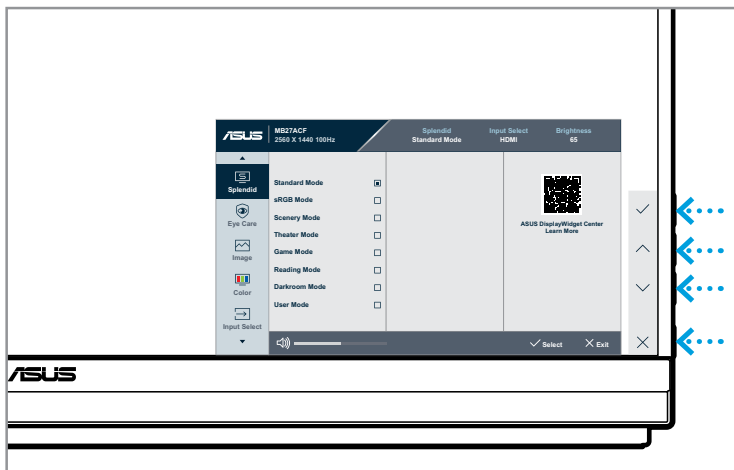 ASUS
MB27ACF
2560 X 1440 100Hz
Splendid
Standard Mode
Input Select
HDMI
Brightness
65
Splendid
Eye Care
Image
Color
Input Select
Standard Mode
sRGB Mode
Scenery Mode
Theater Mode
Game Mode
Reading Mode
Darkroom Mode
User Mode
ASUS DisplayWidget Center
Learn More
Select
Exit
ASUS